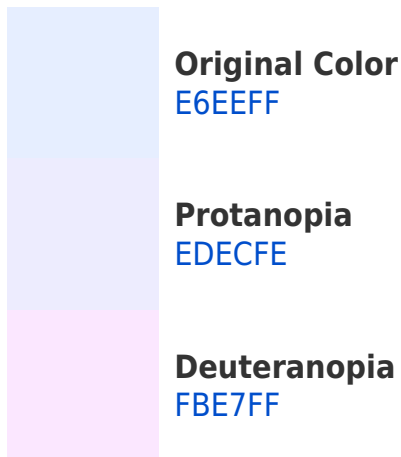 Original Color
E6EEFF
Protanopia
EDECFE
Deuteranopia
FBE7FF